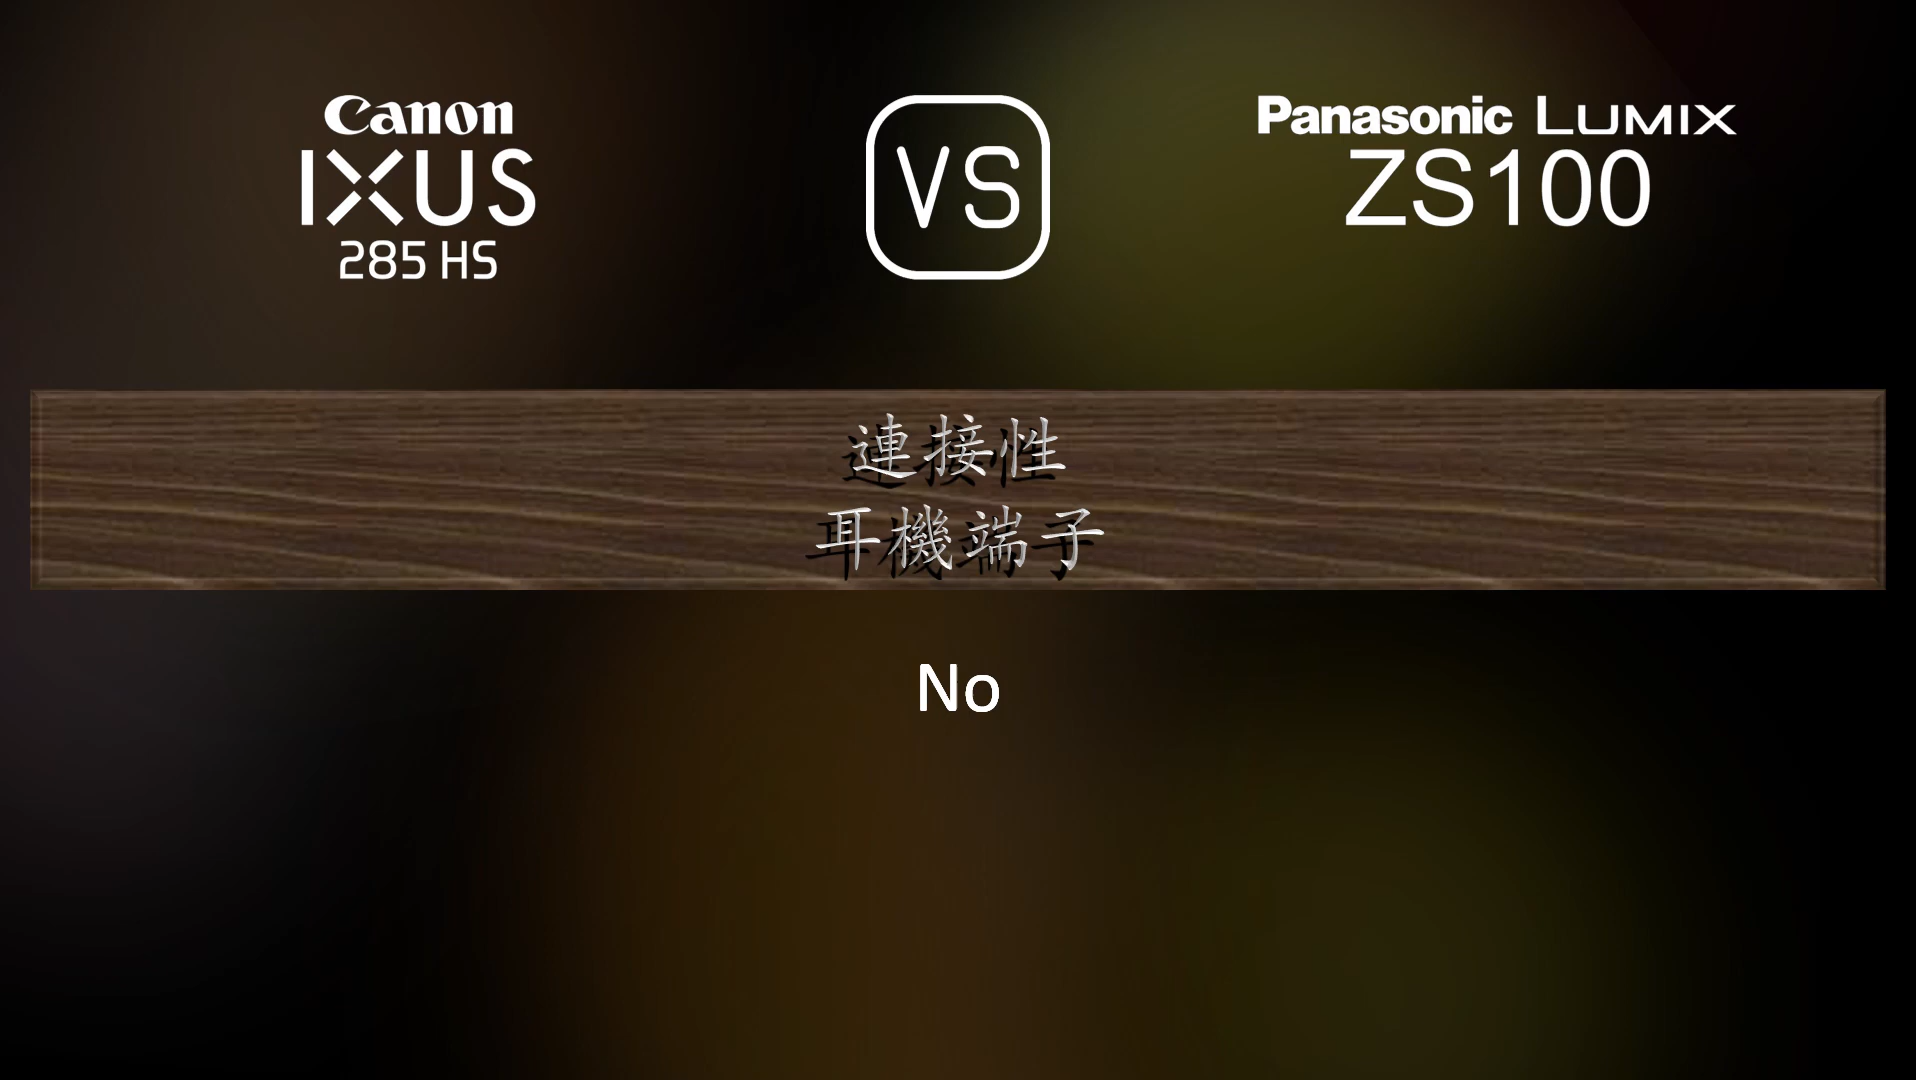 Canon
IXUS
285 HS
VS
Panasonic LUMIX
ZS100
連接性
耳機端子
No